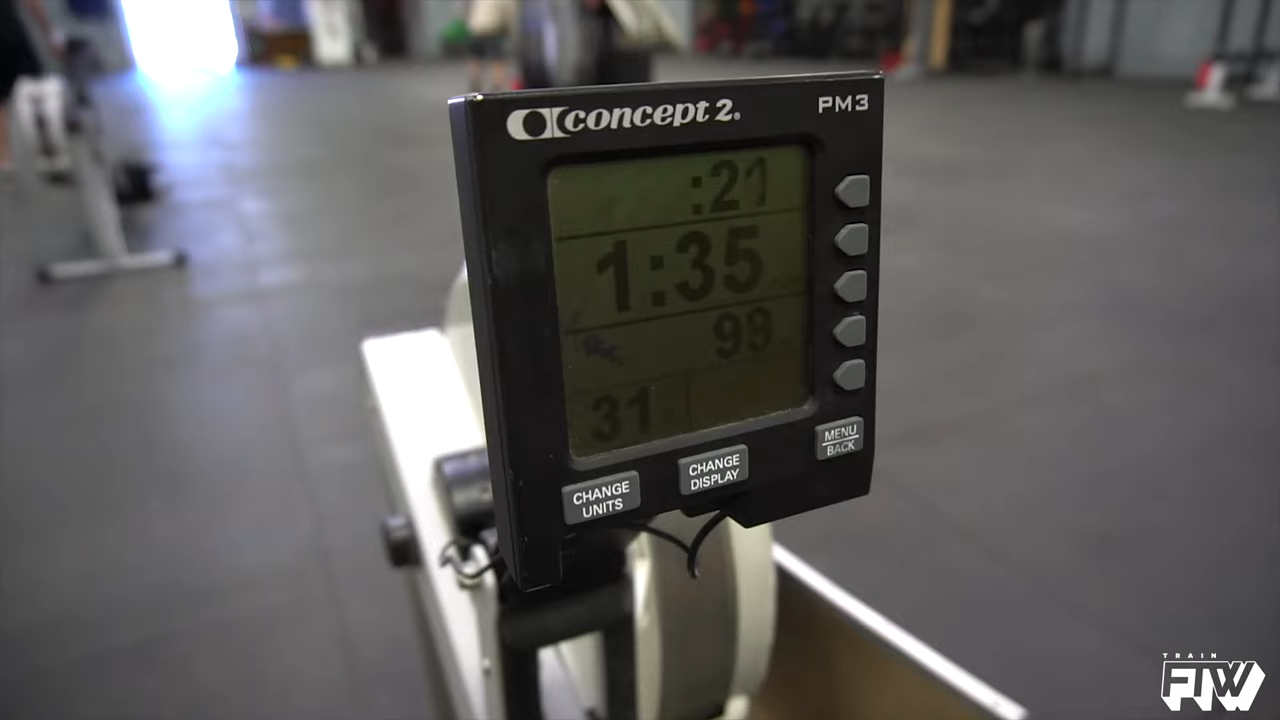 concept 2®
PM3
:21
1:35
99
31
MENU
BACK
CHANGE
DISPLAY
CHANGE
UNITS
TRAIN
FTW